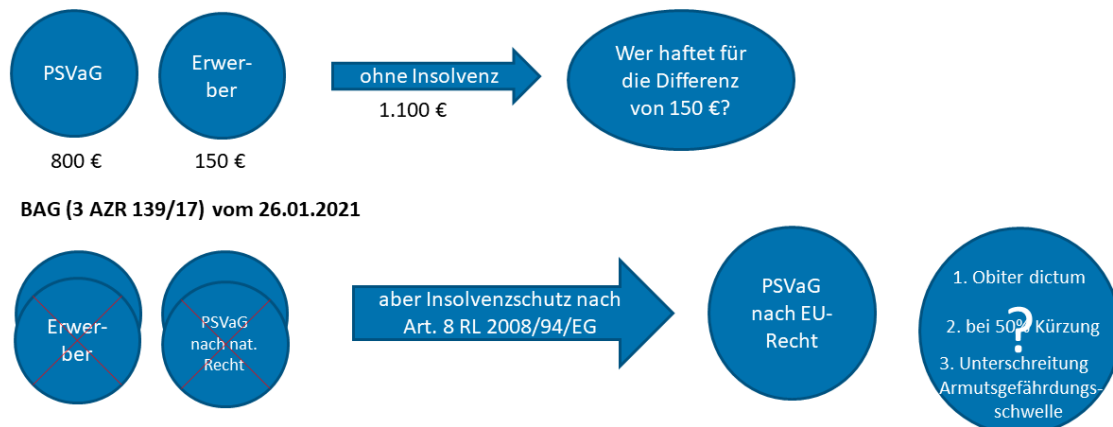 PSVaG
Erwer-
ber
ohne Insolvenz
1.100 €
Wer haftet für
die Differenz
von 150 €?
800 €
150 €
BAG (3 AZR 139/17) vom 26.01.2021
Erwer-
ber
PSVaG
nach nat.
Recht
aber Insolvenzschutz nach
Art. 8 RL 2008/94/EG
PSVaG
nach EU-
Recht
1. Obiter dictum
?
2. bei 50% Kürzung
3. Unterschreitung
Armutsgefährdungs-
schwelle